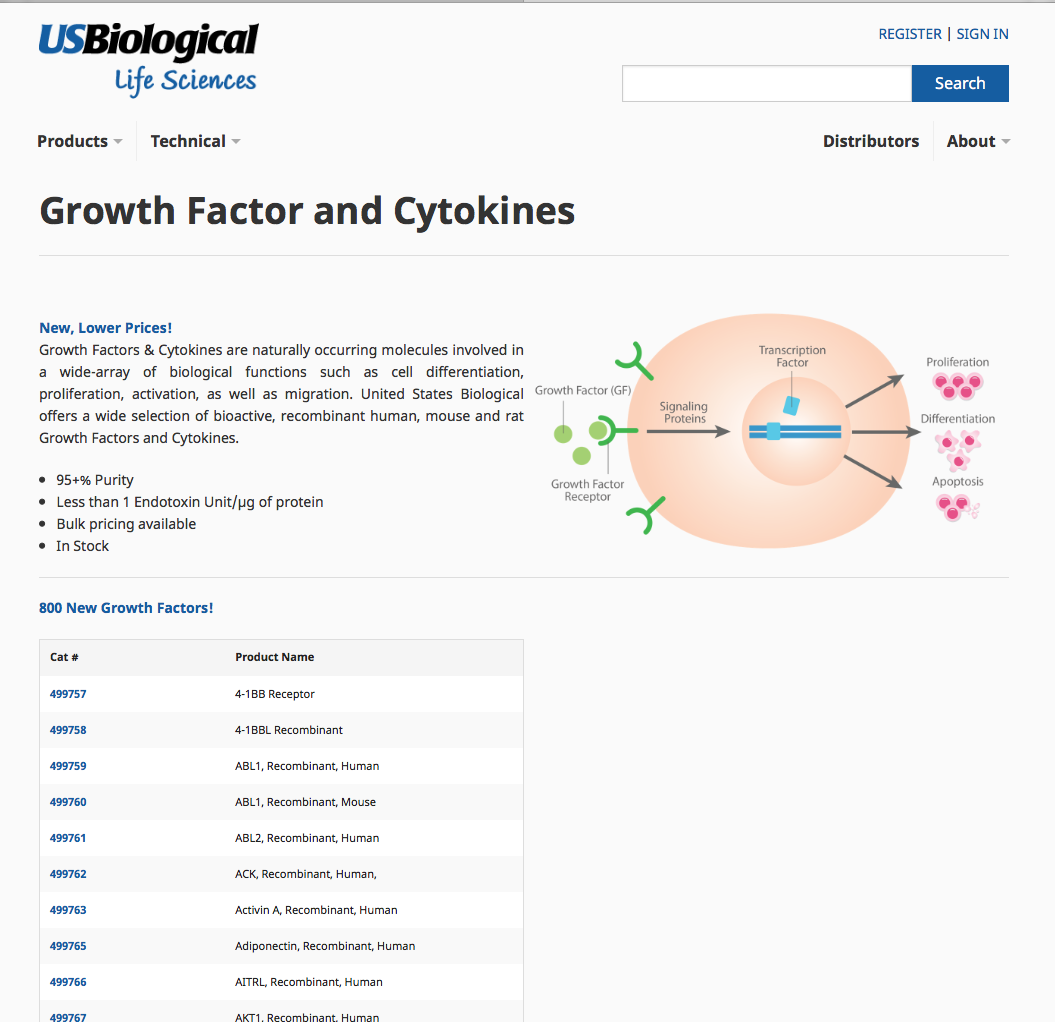 USBiological
Life Sciences
REGISTER | SIGN IN
Search
Products
Technical
Distributors
About
Growth Factor and Cytokines
New, Lower Prices!
Growth Factors & Cytokines are naturally occurring molecules involved in
a wide-array of biological functions such as cell differentiation,
proliferation, activation, as well as migration. United States Biological
offers a wide selection of bioactive, recombinant human, mouse and rat
Growth Factors and Cytokines.
• 95+% Purity
• Less than 1 Endotoxin Unit/μg of protein
• Bulk pricing available
• In Stock
Growth Factor (GF)
Growth Factor
Receptor
Signaling
Proteins
Transcription
Factor
Proliferation
Differentiation
Apoptosis
800 New Growth Factors!
Cat # Product Name
499757 4-1BB Receptor
499758 4-1BBL Recombinant
499759 ABL1, Recombinant, Human
499760 ABL1, Recombinant, Mouse
499761 ABL2, Recombinant, Human
499762 ACK, Recombinant, Human,
499763 Activin A, Recombinant, Human
499765 Adiponectin, Recombinant, Human
499766 AITRL, Recombinant, Human
499767 AKT1, Recombinant, Human